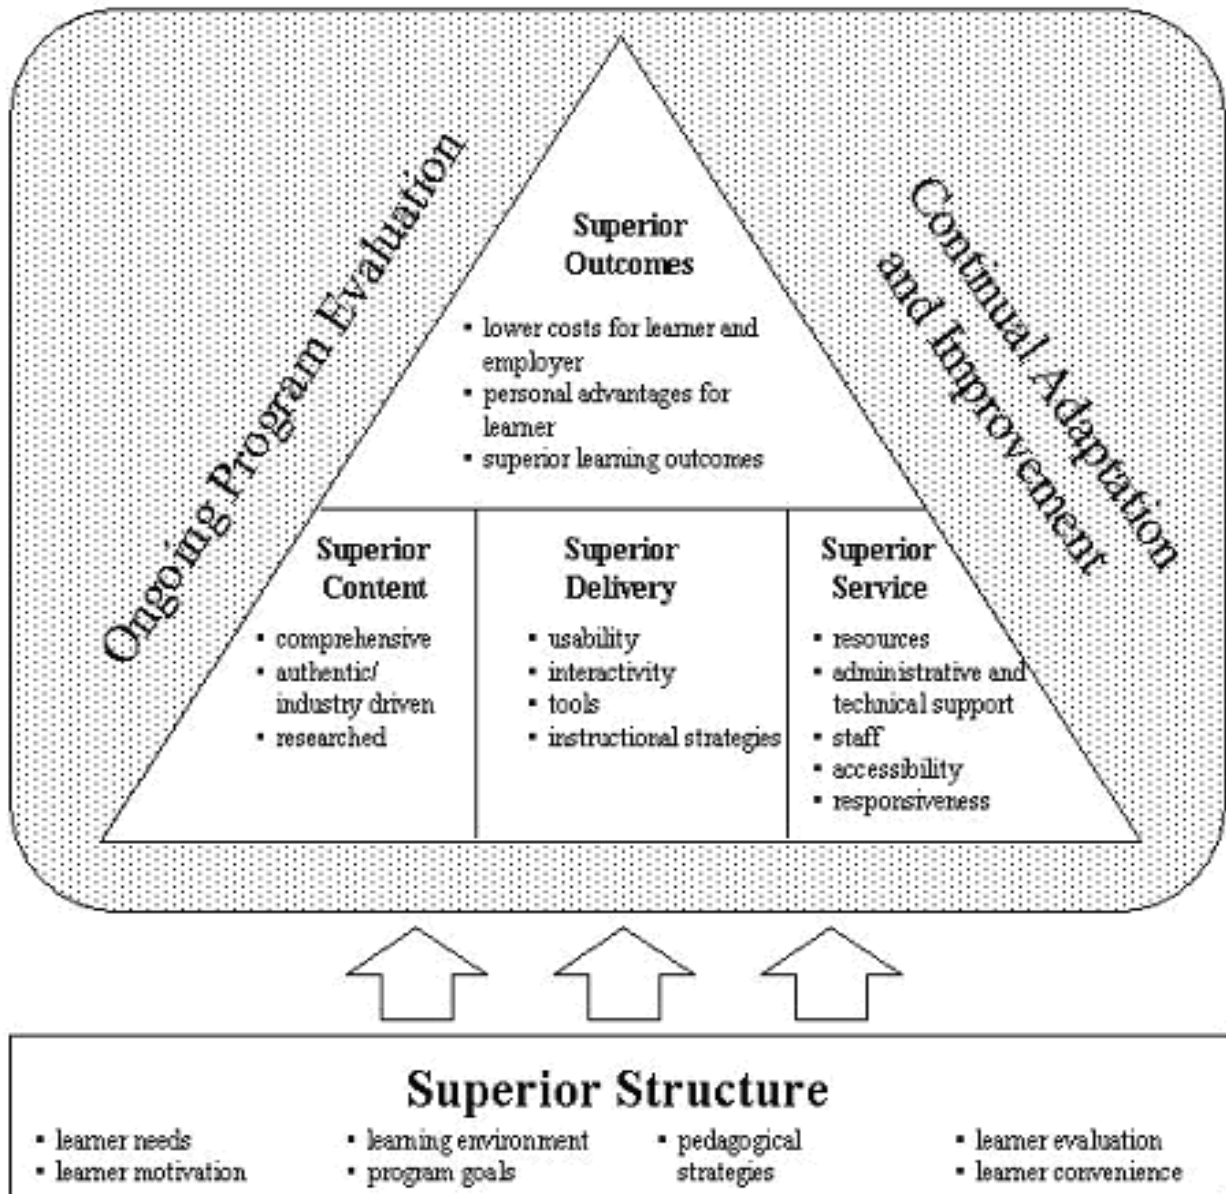 Ongoing Program Evaluation
Continual Adaptation
and Improvement
Superior
Outcomes
▪ lower costs for learner and
employer
▪ personal advantages for
learner
▪ superior learning outcomes
Superior
Content
▪ comprehensive
▪ authentic/
industry driven
▪ researched
Superior
Delivery
▪ usability
▪ interactivity
▪ tools
▪ instructional strategies
Superior
Service
▪ resources
▪ administrative and
technical support
▪ staff
▪ accessibility
▪ responsiveness
Superior Structure
▪ learner needs
▪ learner motivation
▪ learning environment
▪ program goals
▪ pedagogical
strategies
▪ learner evaluation
▪ learner convenience